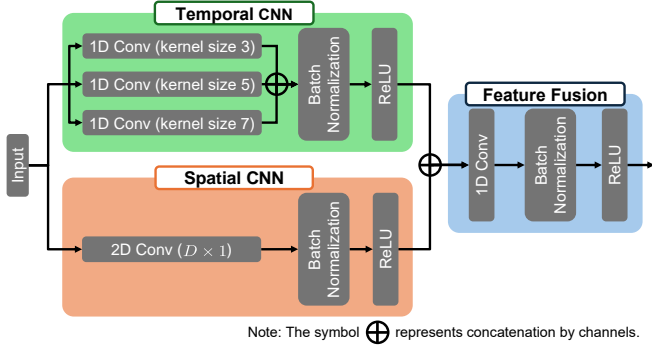 Temporal CNN
1D Conv (kernel size 3)
1D Conv (kernel size 5)
1D Conv (kernel size 7)
Batch
Normalization
ReLU
Input
Spatial CNN
2D Conv (D × 1)
Batch
Normalization
ReLU
Feature Fusion
1D Conv
Batch
Normalization
ReLU
Note: The symbol ⊕ represents concatenation by channels.